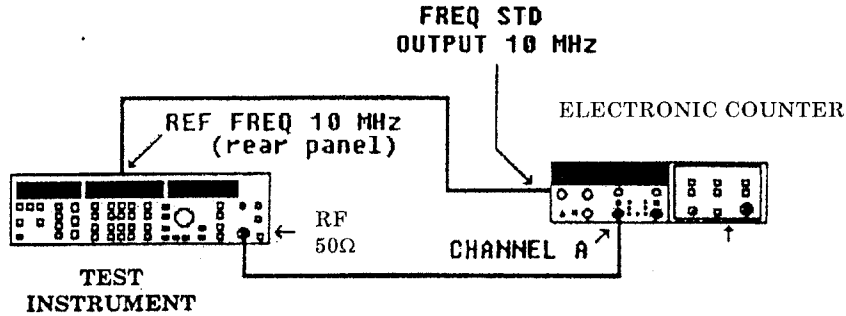 FREQ STD
OUTPUT 10 MHz
ELECTRONIC COUNTER
REF FREQ 10 MHz
(rear panel)
RF
50Ω
CHANNEL A
TEST
INSTRUMENT